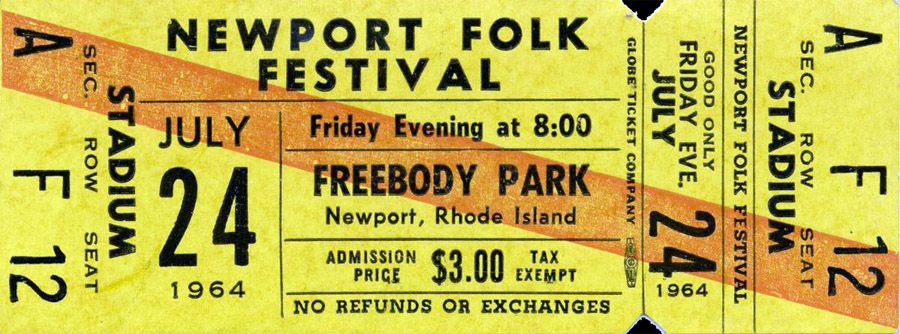 A F 12
SEC. ROW SEAT
STADIUM
NEWPORT FOLK
FESTIVAL
JULY
24
1964
Friday Evening at 8:00
FREEBODY PARK
Newport, Rhode Island
ADMISSION
PRICE
$3.00
TAX
EXEMPT
NO REFUNDS OR EXCHANGES
GLOBE TICKET COMPANY
GOOD ONLY
FRIDAY EVE.
JULY
24
1964
NEWPORT FOLK FESTIVAL
STADIUM
SEC. ROW SEAT
A F 12